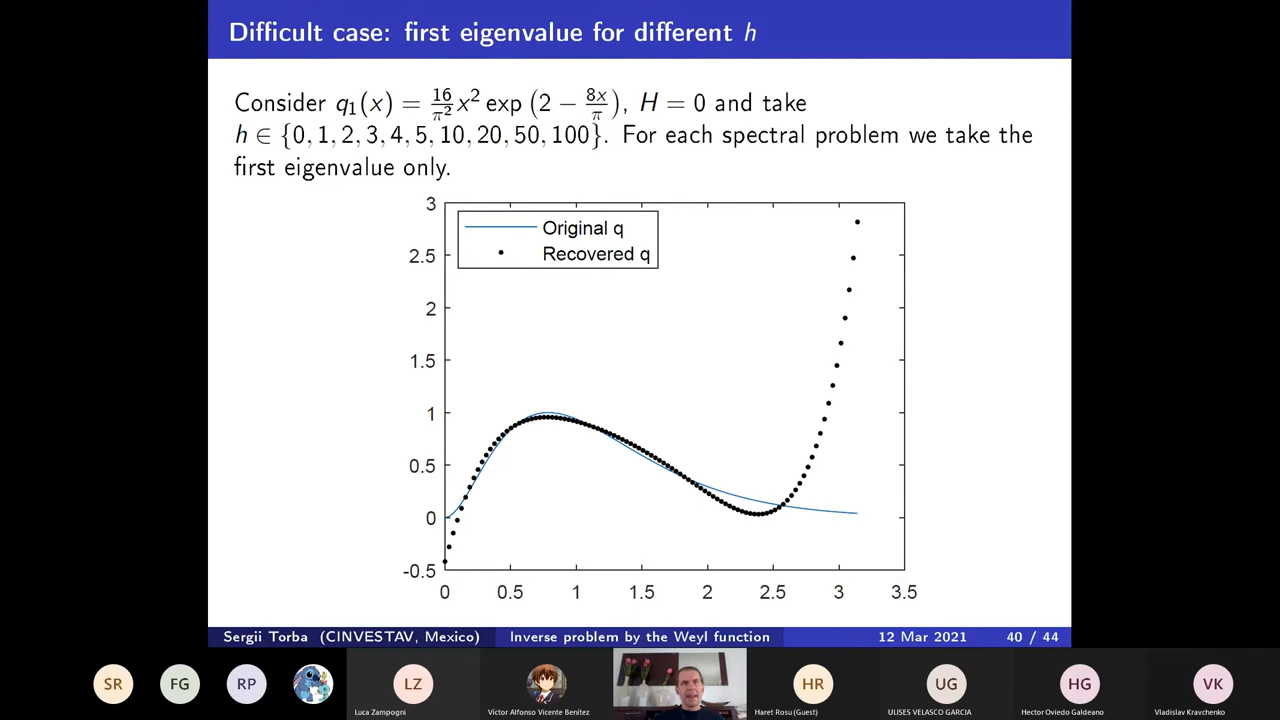 Difficult case: first eigenvalue for different h
Consider q₁(x) = 16/π² x² exp (2 − 8x/π), H = 0 and take
h ∈ {0, 1, 2, 3, 4, 5, 10, 20, 50, 100}. For each spectral problem we take the
first eigenvalue only.
3
2.5
2
1.5
1
0.5
0
-0.5
Original q
Recovered q
0 0.5 1 1.5 2 2.5 3 3.5
Sergii Torba (CINVESTAV, Mexico) Inverse problem by the Weyl function 12 Mar 2021 40 / 44
SR FG RP LZ HR UG HG VK
Luca Zampogni Víctor Alfonso Vicente Benítez Haret Rosu (Guest) ULISES VELASCO GARCIA Hector Oviedo Galdeano Vladislav Kravchenko